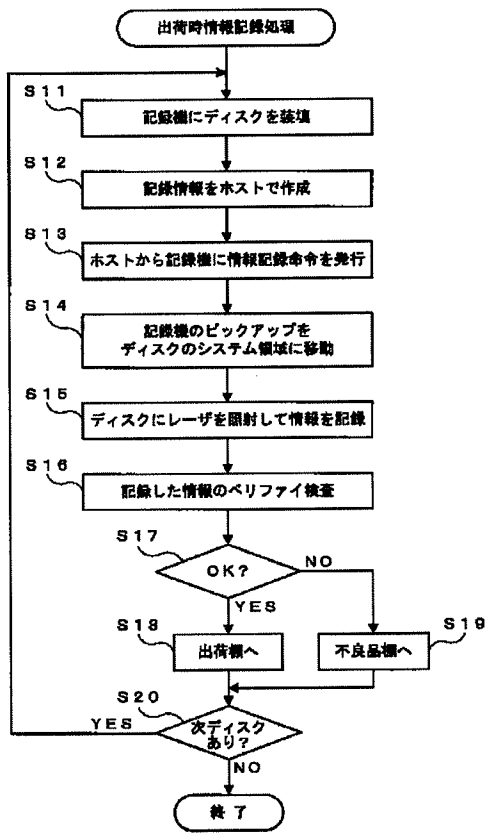 出荷時情報記録処理
S11
記録機にディスクを装填
S12
記録情報をホストで作成
S13
ホストから記録機に情報記録命令を発行
S14
記録機のピックアップを
ディスクのシステム領域に移動
S15
ディスクにレーザを照射して情報を記録
S16
記録した情報のベリファイ検査
S17
OK?
NO
YES
S18
出荷棚へ
S19
不良品棚へ
S20
YES
次ディスク
あり?
NO
終了